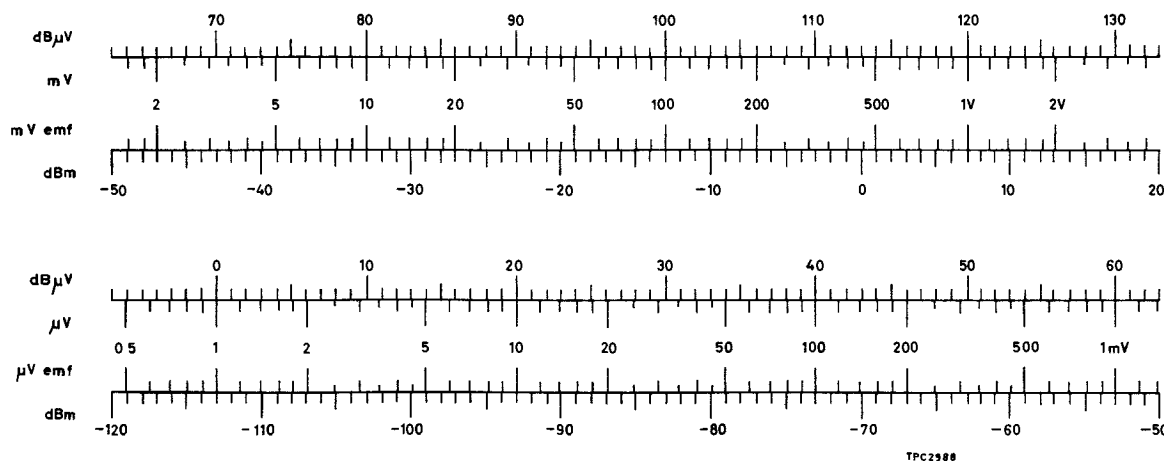 70 80 90 100 110 120 130
dBµV
mV
2 5 10 20 50 100 200 500 1V 2V
mV emf
dBm
-50 -40 -30 -20 -10 0 10 20
0 10 20 30 40 50 60
dBµV
µV
0 5 1 2 5 10 20 50 100 200 500 1mV
µV emf
dBm
-120 -110 -100 -90 -80 -70 -60 -50
TPC2988